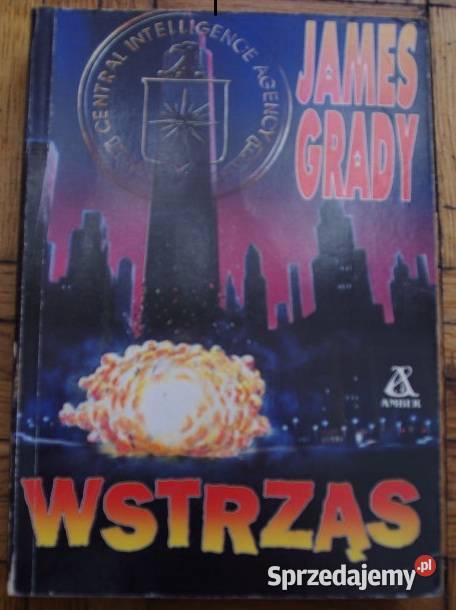 CENTRAL INTELLIGENCE AGENCY
JAMES
GRADY
AMBER
WSTRZĄS
Sprzedajemy.pl